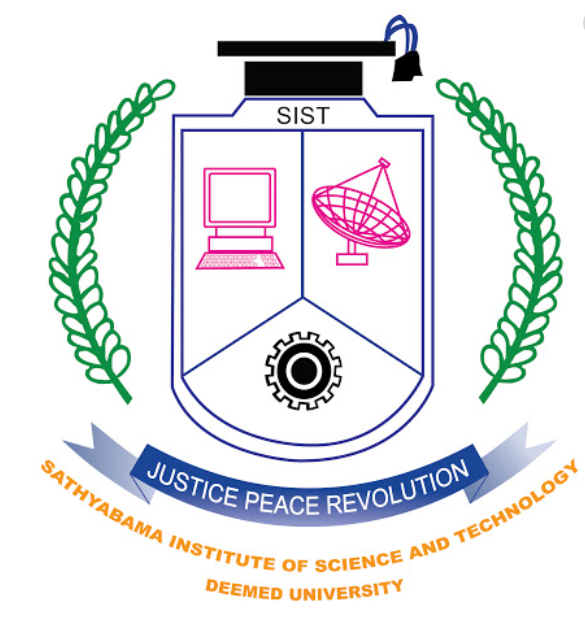 SIST
JUSTICE PEACE REVOLUTION
SATHYABAMA INSTITUTE OF SCIENCE AND TECHNOLOGY
DEEMED UNIVERSITY